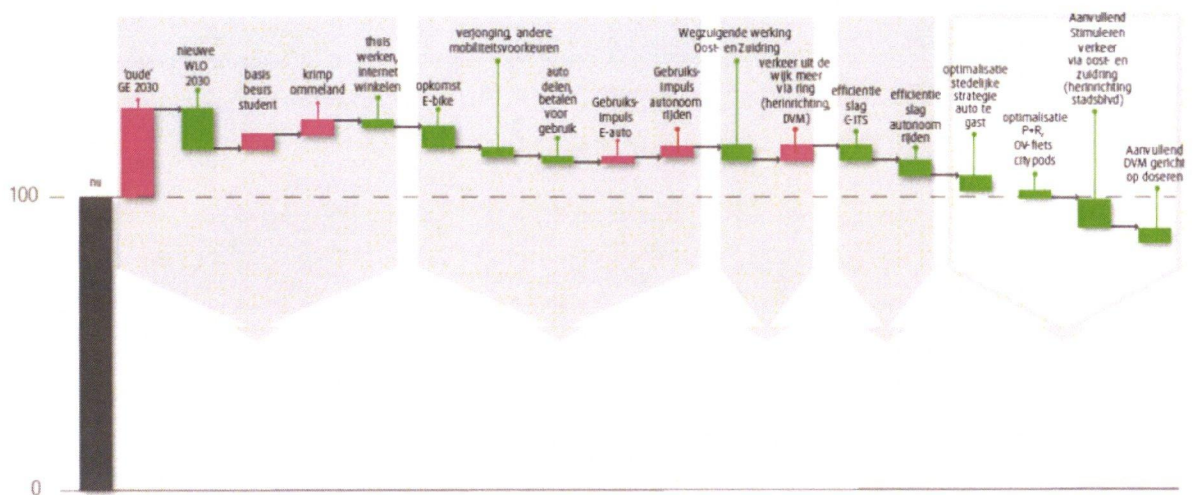 nu
'oude'
GE 2030
nieuwe
WLO
2030
basis
beurs
student
krimp
ommeland
thuis
werken,
internet
winkelen
opkomst
E-bike
verjonging, andere
mobiliteitsvoorkeuren
auto
delen,
betalen
voor
gebruik
Gebruiks-
impuls
E-auto
Gebruiks-
impuls
autonoom
rijden
Wegzuigende werking
Oost- en Zuidring
verkeer uit de
wijk meer
via ring
(herinrichting,
DVM)
efficientie
slag
C-ITS
efficientie
slag
autonoom
rijden
optimalisatie
stedelijke
strategie
auto te
gast
optimalisatie
P+R,
OV-fiets
citypods
Aanvullend
Stimuleren
verkeer
via oost- en
zuidring
(herinrichting
stadsblvd)
Aanvullend
DVM gericht
op doseren
100
0